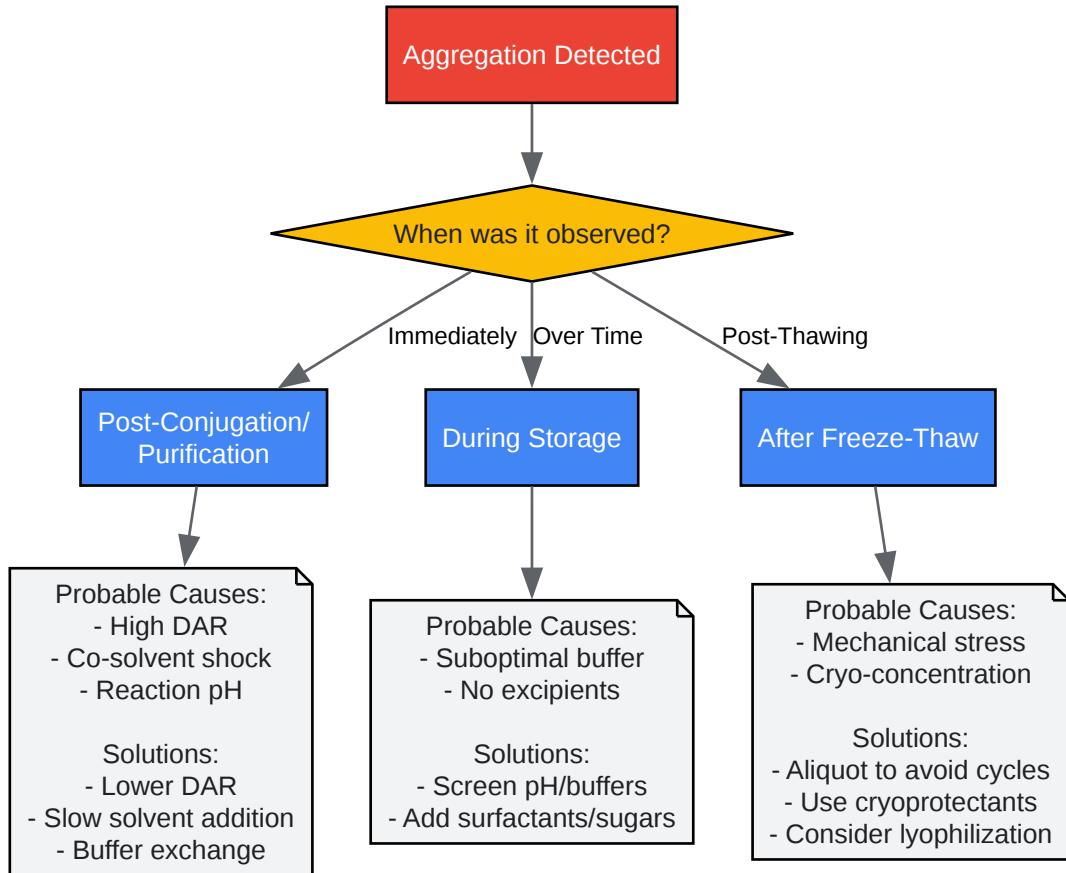 Aggregation Detected
When was it observed?
Immediately
Over Time
Post-Thawing
Post-Conjugation/
Purification
During Storage
After Freeze-Thaw
Probable Causes:
- High DAR
- Co-solvent shock
- Reaction pH
Solutions:
- Lower DAR
- Slow solvent addition
- Buffer exchange
Probable Causes:
- Suboptimal buffer
- No excipients
Solutions:
- Screen pH/buffers
- Add surfactants/sugars
Probable Causes:
- Mechanical stress
- Cryo-concentration
Solutions:
- Aliquot to avoid cycles
- Use cryoprotectants
- Consider lyophilization